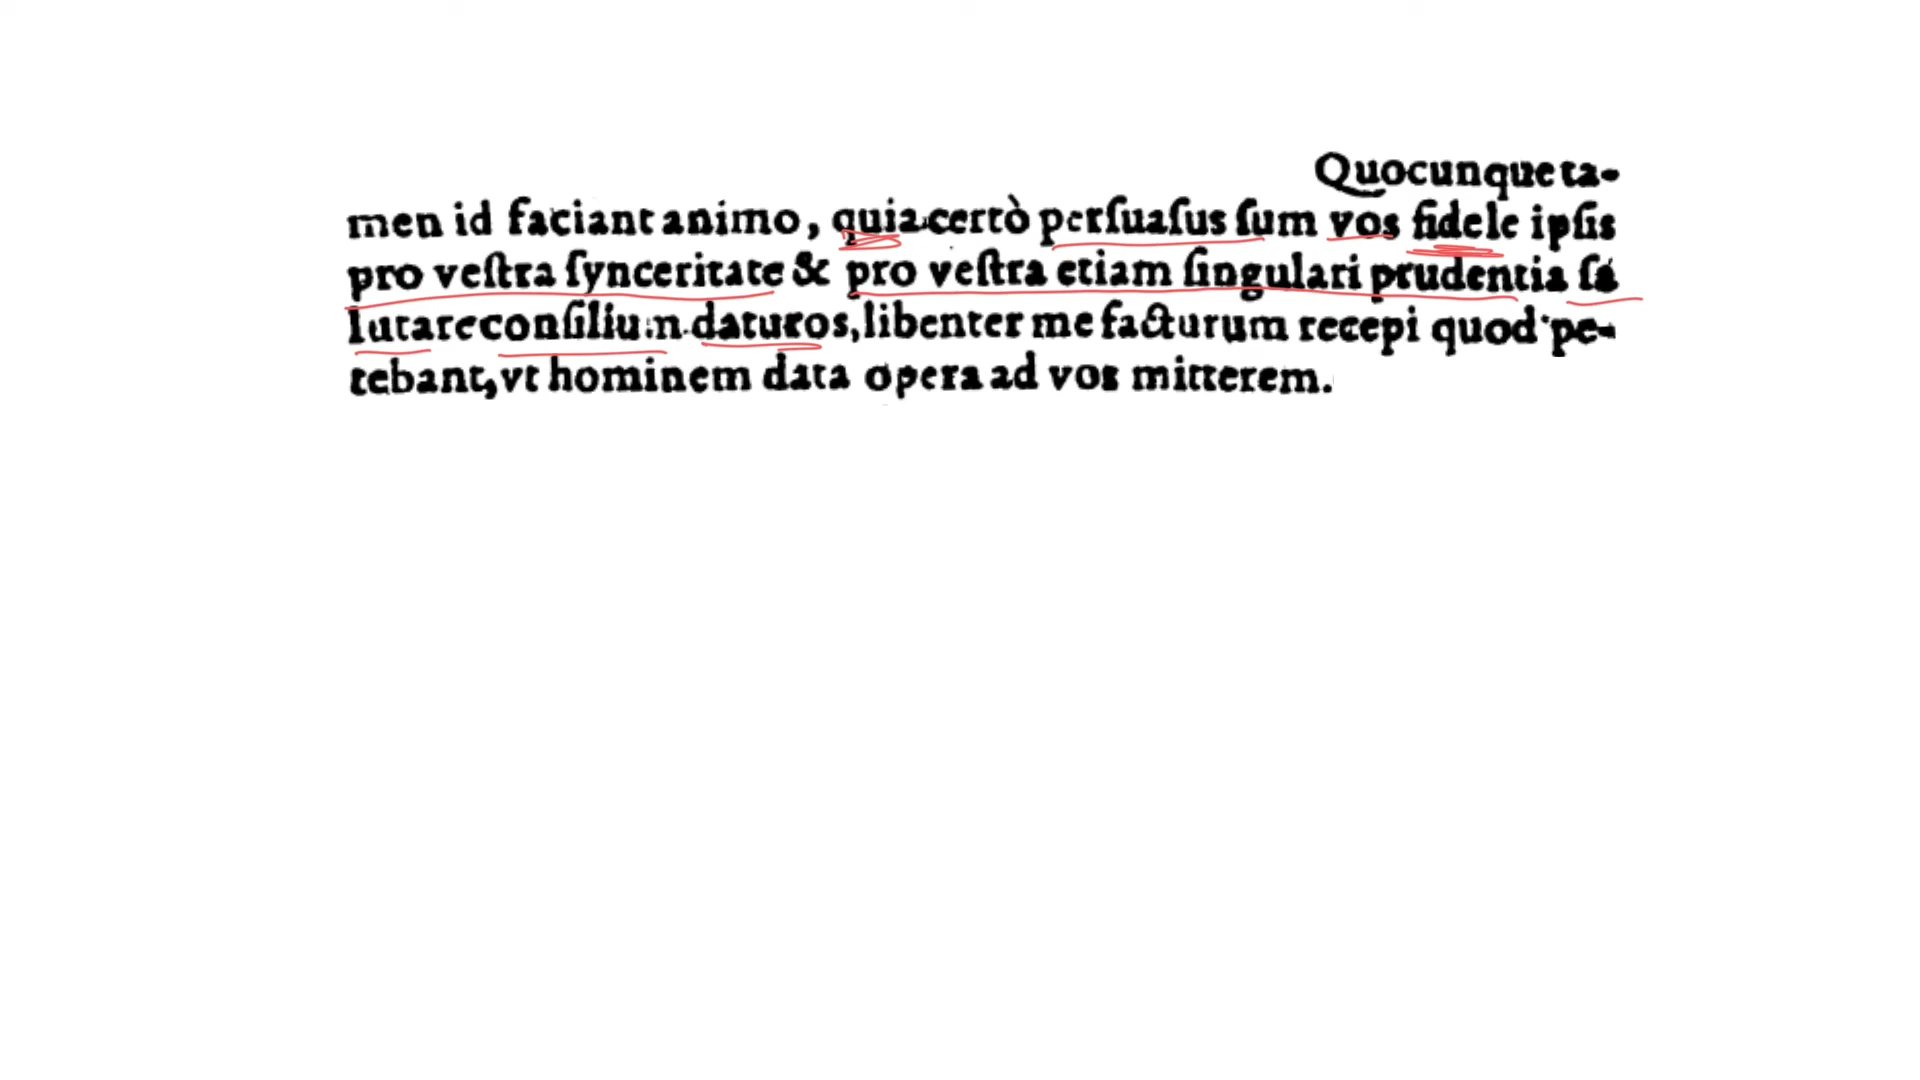 Quocunque ta-
men id faciant animo, quia certò persuasus sum vos fidele ipsis
pro vestra synceritate & pro vestra etiam singulari prudentia sa
lutare consilium daturos, libenter me facturum recepi quod pe-
tebant, vt hominem data opera ad vos mitterem.